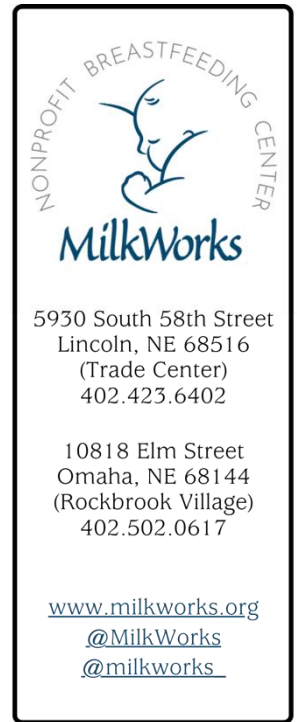 NONPROFIT BREASTFEEDING CENTER
MilkWorks
5930 South 58th Street
Lincoln, NE 68516
(Trade Center)
402.423.6402
10818 Elm Street
Omaha, NE 68144
(Rockbrook Village)
402.502.0617
www.milkworks.org
@MilkWorks
@milkworks_